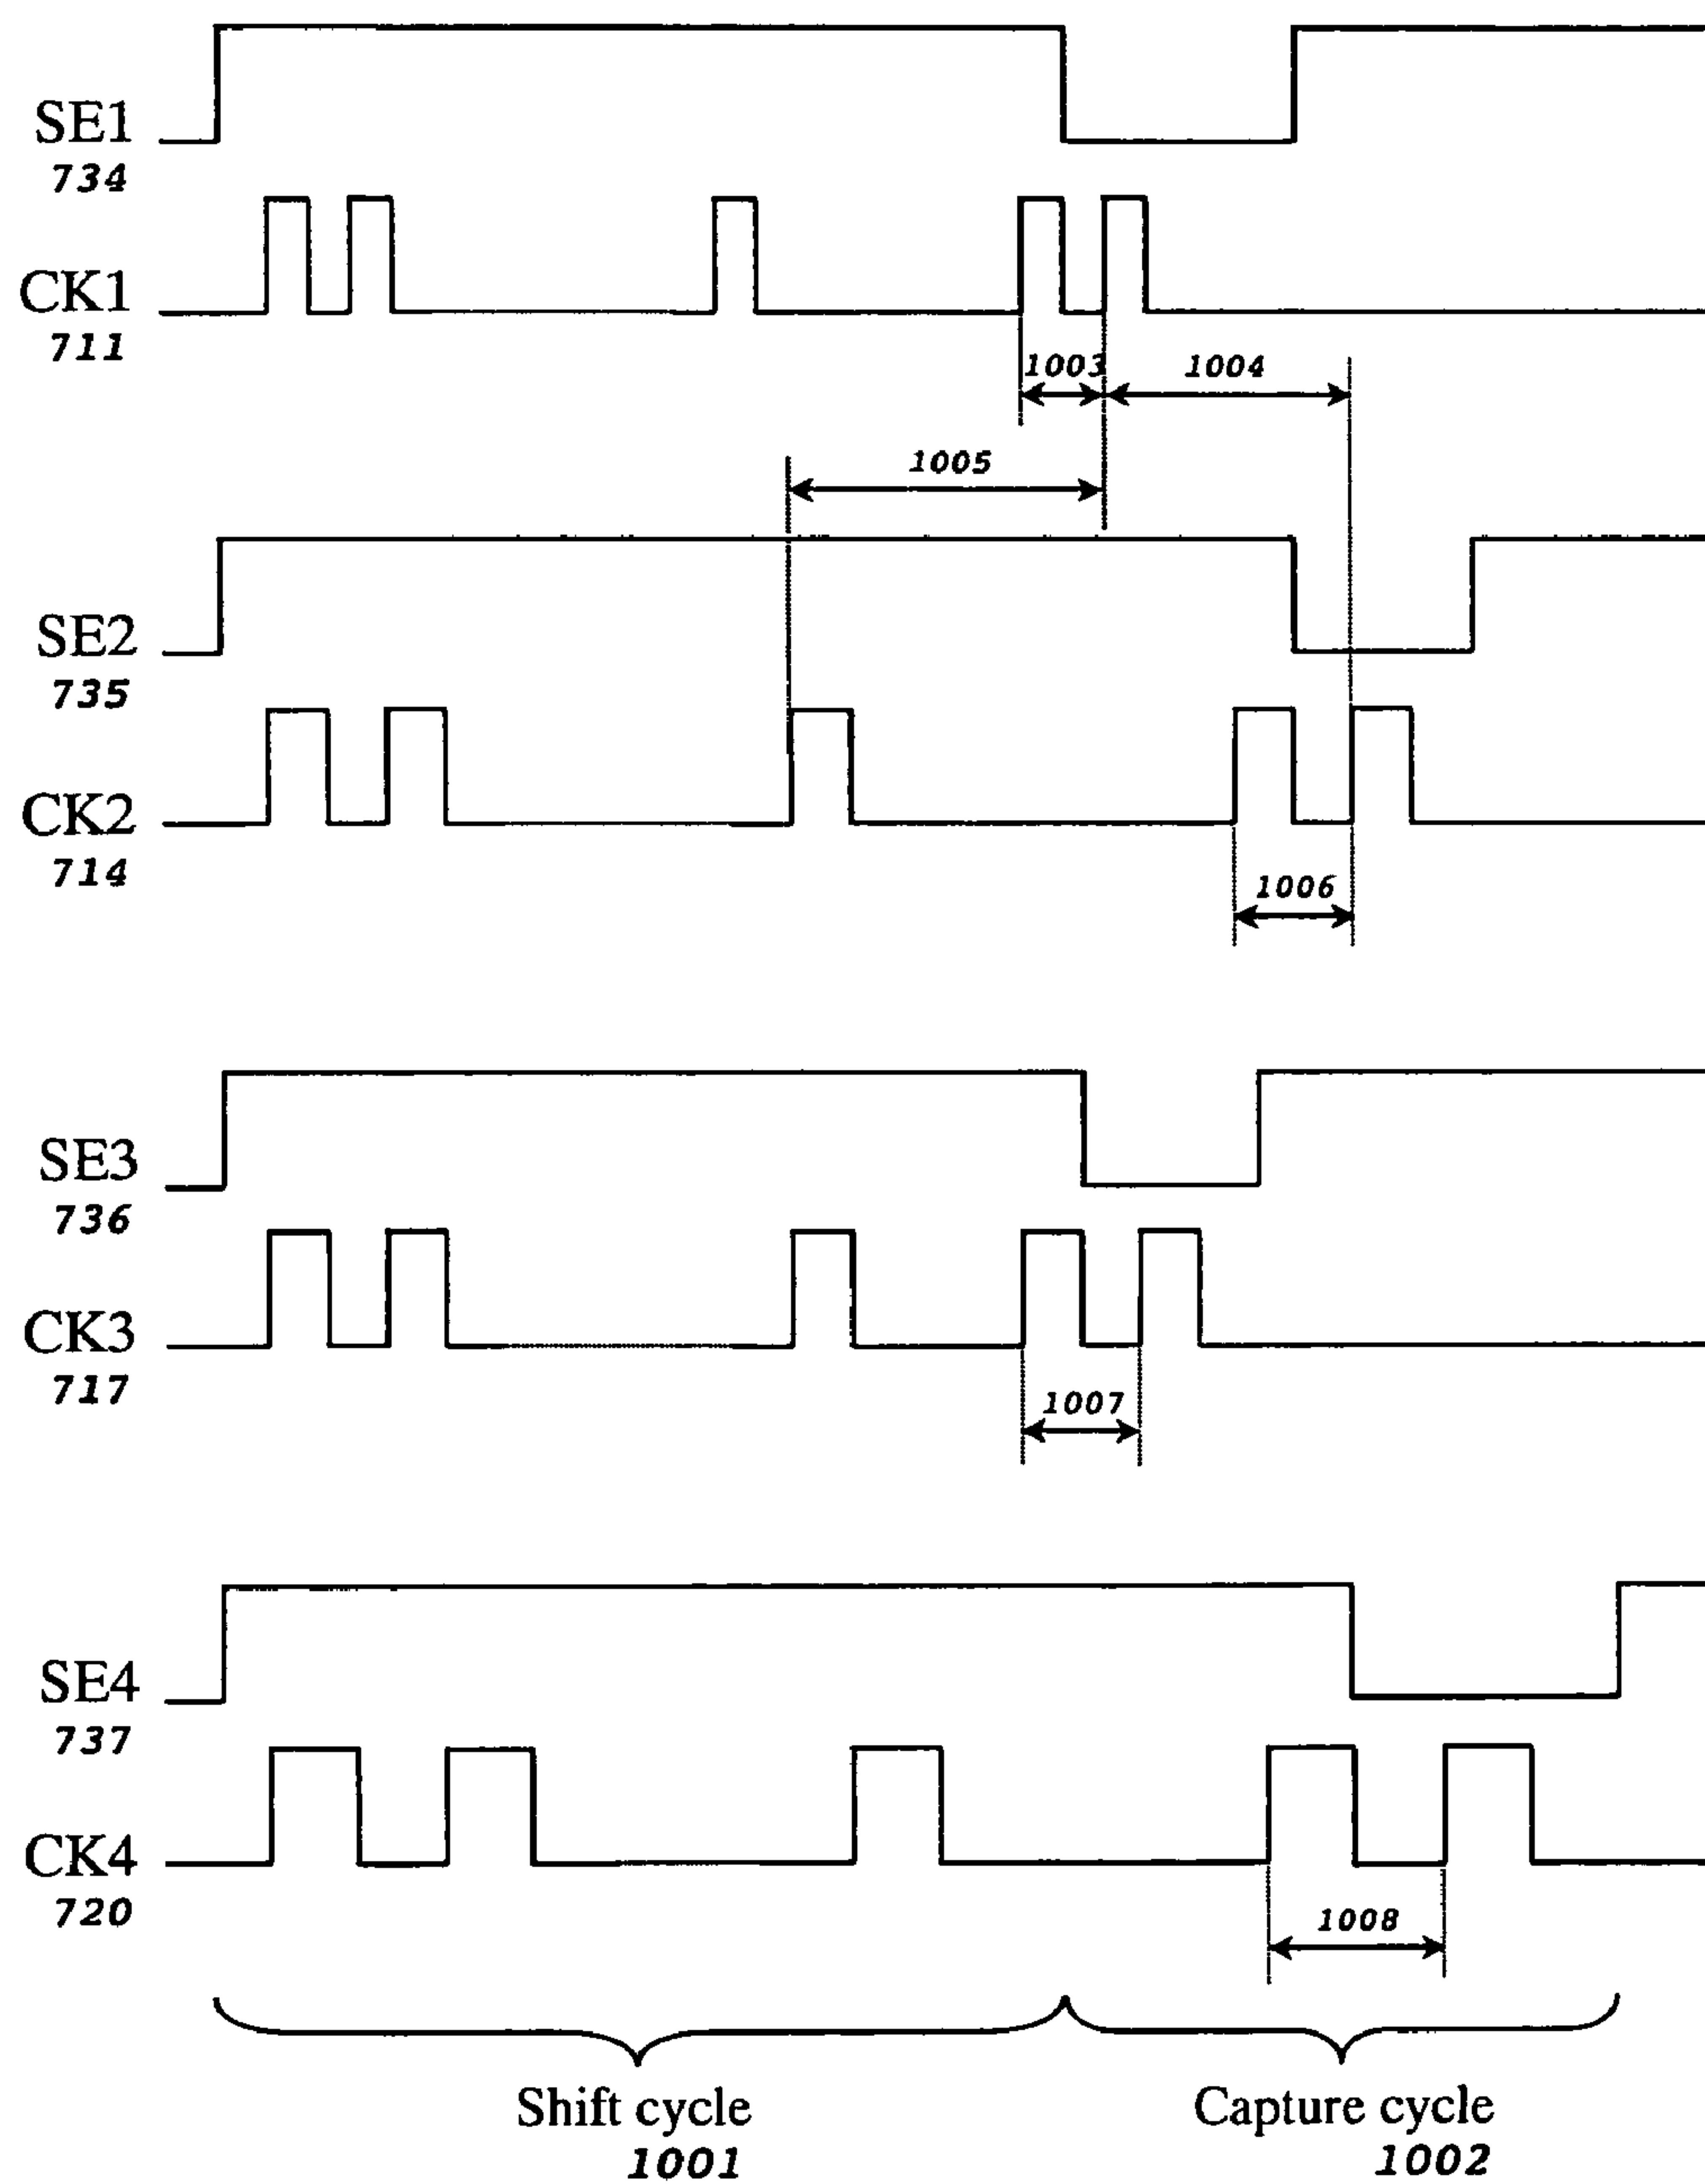 SE1
734
CK1
711
1003
1004
1005
SE2
735
CK2
714
1006
SE3
736
CK3
717
1007
SE4
737
CK4
720
1008
Shift cycle
1001
Capture cycle
1002